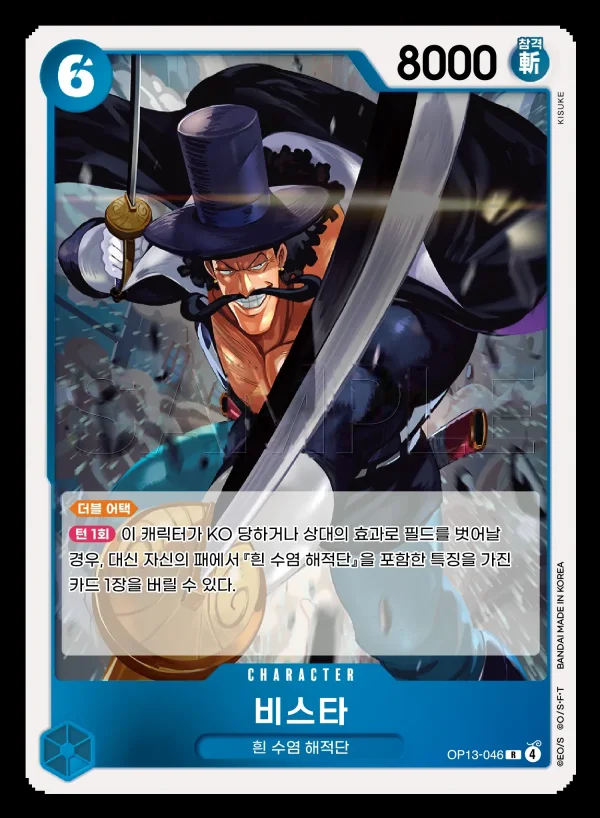 6
8000
참격
斬
KISUKE
SAMPLE
더블 어택
턴 1회 이 캐릭터가 KO 당하거나 상대의 효과로 필드를 벗어날
경우, 대신 자신의 패에서 『흰 수염 해적단』을 포함한 특징을 가진
카드 1장을 버릴 수 있다.
CHARACTER
비스타
흰 수염 해적단
OP13-046 R 4
©EO/S ©O/S·F·T BANDAI MADE IN KOREA